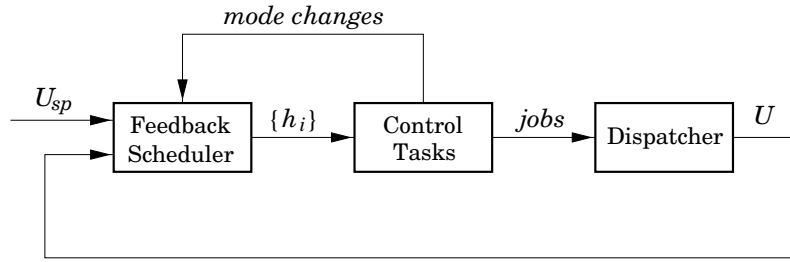 mode changes
U_sp
Feedback
Scheduler
{h_i}
Control
Tasks
jobs
Dispatcher
U